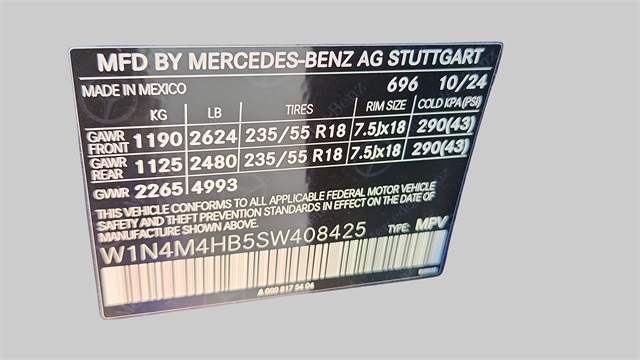 MFD BY MERCEDES-BENZ AG STUTTGART
MADE IN MEXICO 696 10/24
KG LB TIRES RIM SIZE COLD KPA (PSI)
GAWR FRONT 1190 2624 235/55 R18 7.5Jx18 290(43)
GAWR REAR 1125 2480 235/55 R18 7.5Jx18 290(43)
GVWR 2265 4993
THIS VEHICLE CONFORMS TO ALL APPLICABLE FEDERAL MOTOR VEHICLE
SAFETY AND THEFT PREVENTION STANDARDS IN EFFECT ON THE DATE OF
MANUFACTURE SHOWN ABOVE.
W1N4M4HB5SW408425 TYPE: MPV
A 000 817 54 04